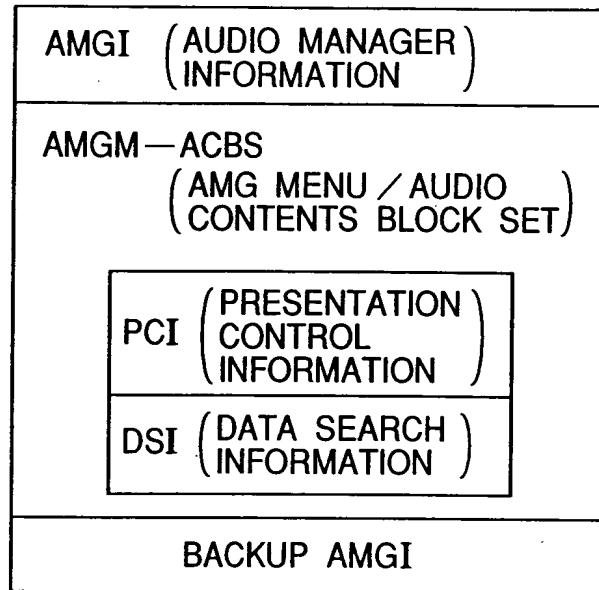 AMGI (AUDIO MANAGER
INFORMATION)
AMGM—ACBS
(AMG MENU / AUDIO
CONTENTS BLOCK SET)
PCI (PRESENTATION
CONTROL
INFORMATION)
DSI (DATA SEARCH
INFORMATION)
BACKUP AMGI